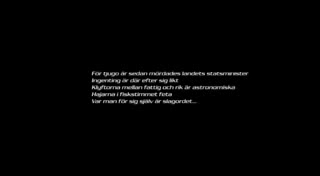 För tjugo år sedan mördades landets statsminister
Ingenting är där efter sig likt
Klyftorna mellan fattig och rik är astronomiska
Hajarna i fiskstimmet feta
Var man för sig själv är slagordet...